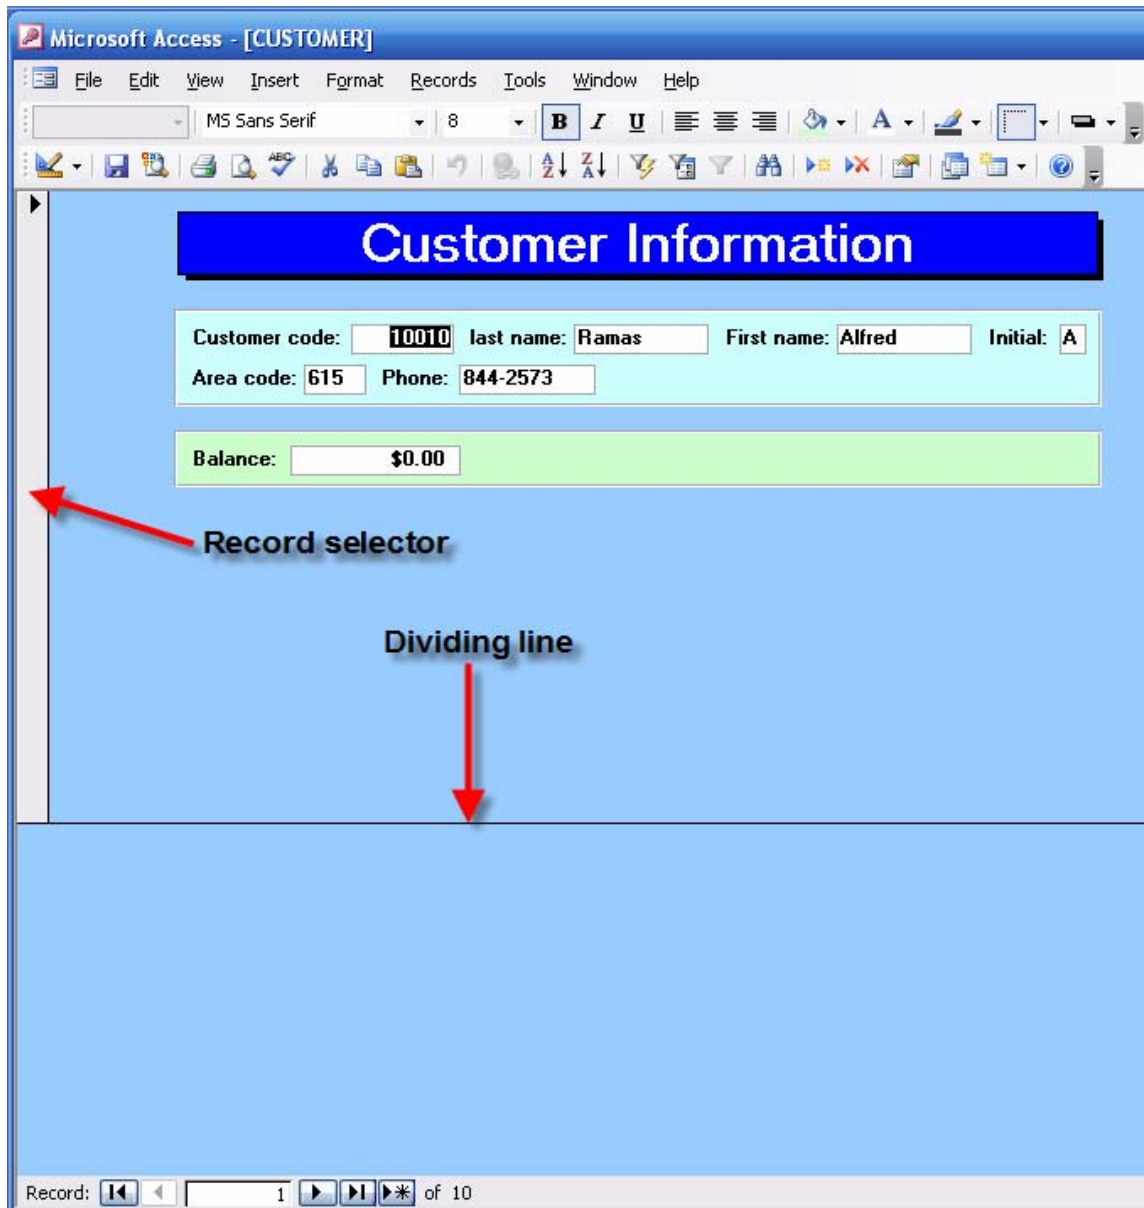 Microsoft Access - [CUSTOMER]
File Edit View Insert Format Records Tools Window Help
MS Sans Serif 8 B I U A
ABC A Z Z A
Customer Information
Customer code: 10010 last name: Ramas First name: Alfred Initial: A
Area code: 615 Phone: 844-2573
Balance: $0.00
Record selector
Dividing line
Record: 1 of 10